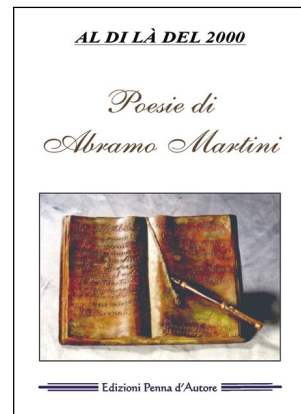 AL DI LÀ DEL 2000
Poesie di
Abramo Martini
Edizioni Penna d'Autore